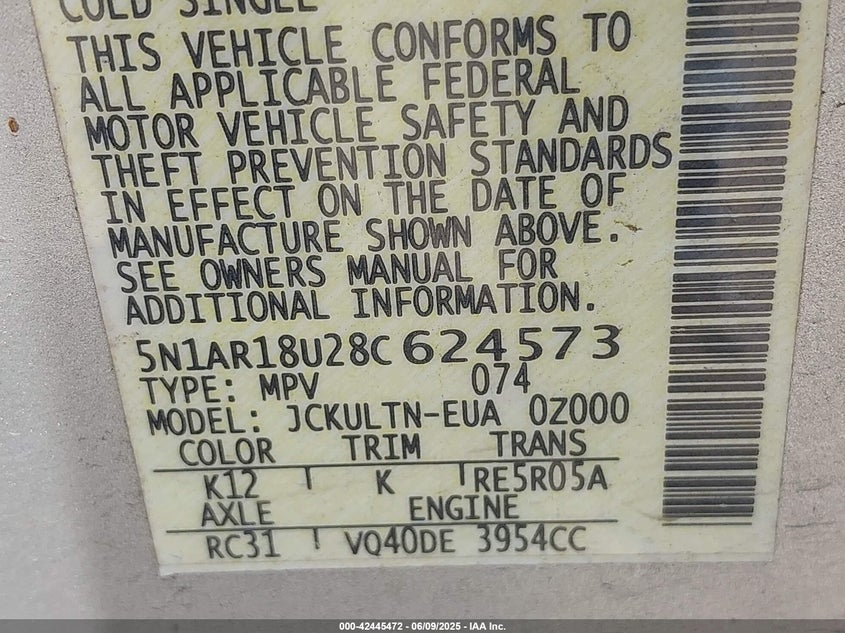 COLD SINGLE
THIS VEHICLE CONFORMS TO
ALL APPLICABLE FEDERAL
MOTOR VEHICLE SAFETY AND
THEFT PREVENTION STANDARDS
IN EFFECT ON THE DATE OF
MANUFACTURE SHOWN ABOVE.
SEE OWNERS MANUAL FOR
ADDITIONAL INFORMATION.
5N1AR18U28C 624573
TYPE: MPV 074
MODEL: JCKULTN-EUA 0Z000
COLOR TRIM TRANS
K12 K RE5R05A
AXLE ENGINE
RC31 VQ40DE 3954CC
000-42445472 - 06/09/2025 - IAA Inc.